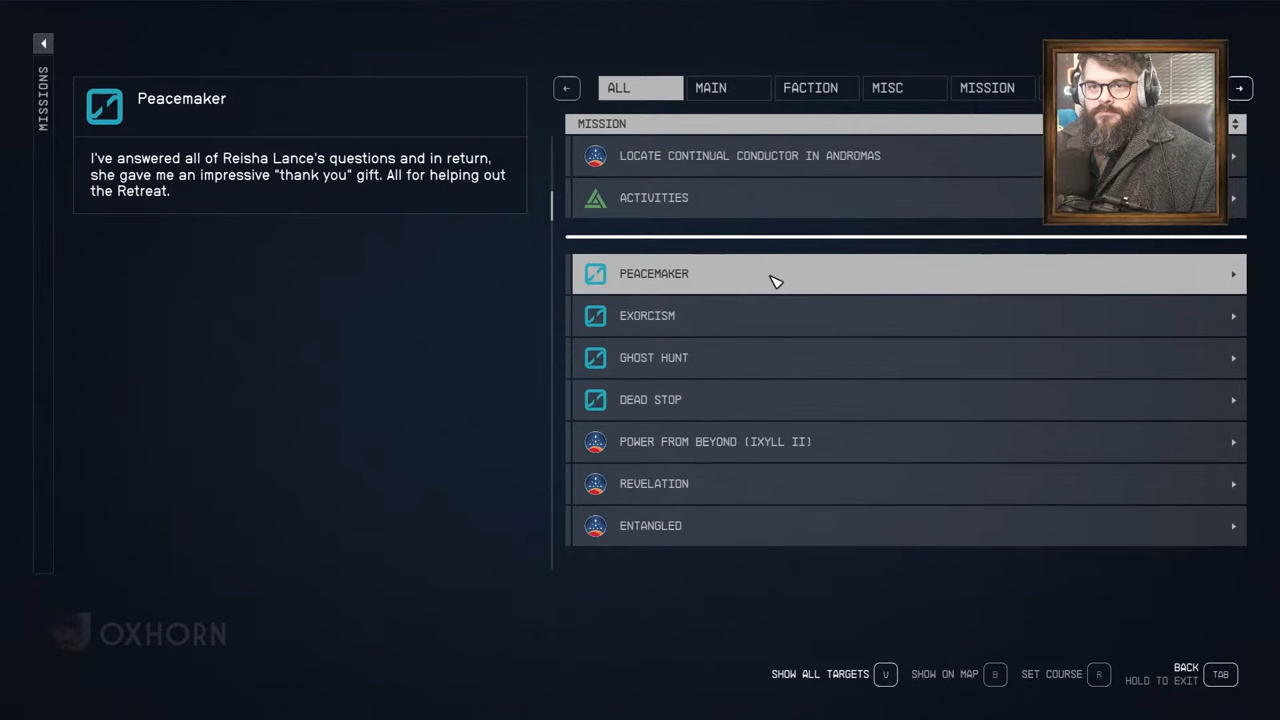 MISSIONS
Peacemaker
I've answered all of Reisha Lance's questions and in return,
she gave me an impressive "thank you" gift. All for helping out
the Retreat.
ALL
MAIN
FACTION
MISC
MISSION
MISSION
LOCATE CONTINUAL CONDUCTOR IN ANDROMAS
ACTIVITIES
PEACEMAKER
EXORCISM
GHOST HUNT
DEAD STOP
POWER FROM BEYOND (IXYLL II)
REVELATION
ENTANGLED
OXHORN
SHOW ALL TARGETS V
SHOW ON MAP B
SET COURSE R
BACK
HOLD TO EXIT
TAB